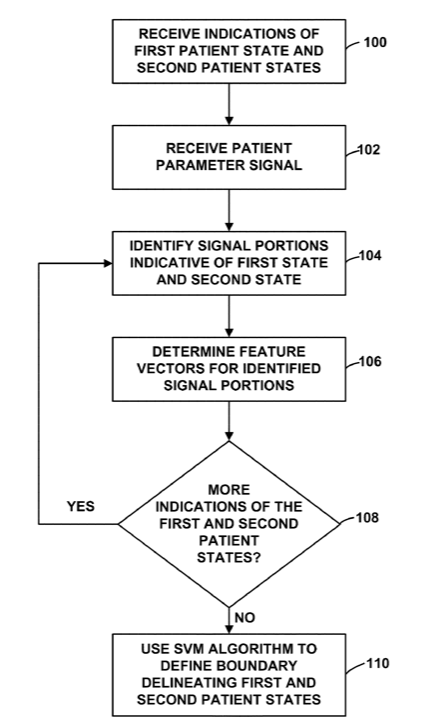 RECEIVE INDICATIONS OF
FIRST PATIENT STATE AND
SECOND PATIENT STATES
100
RECEIVE PATIENT
PARAMETER SIGNAL
102
IDENTIFY SIGNAL PORTIONS
INDICATIVE OF FIRST STATE
AND SECOND STATE
104
DETERMINE FEATURE
VECTORS FOR IDENTIFIED
SIGNAL PORTIONS
106
MORE
INDICATIONS OF THE
FIRST AND SECOND
PATIENT
STATES?
108
YES
NO
USE SVM ALGORITHM TO
DEFINE BOUNDARY
DELINEATING FIRST AND
SECOND PATIENT STATES
110